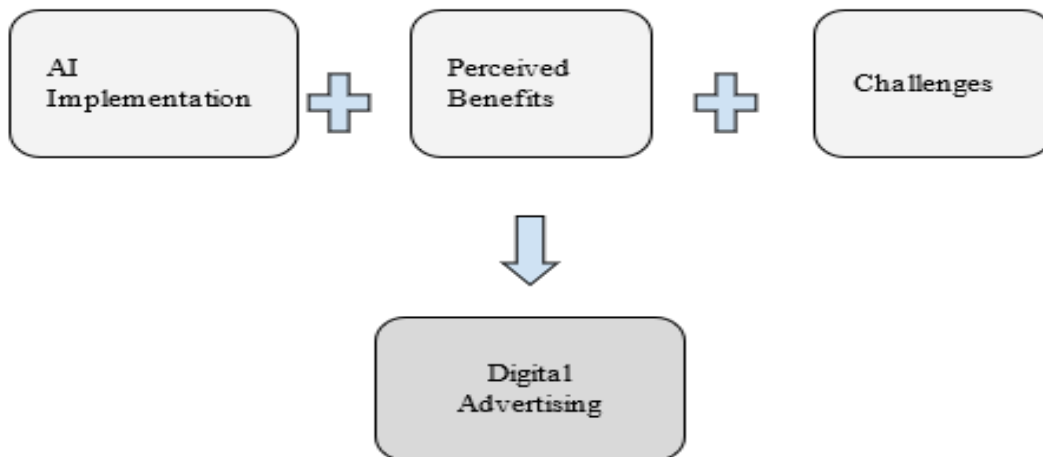 AI
Implementation
Perceived
Benefits
Challenges
Digital
Advertising